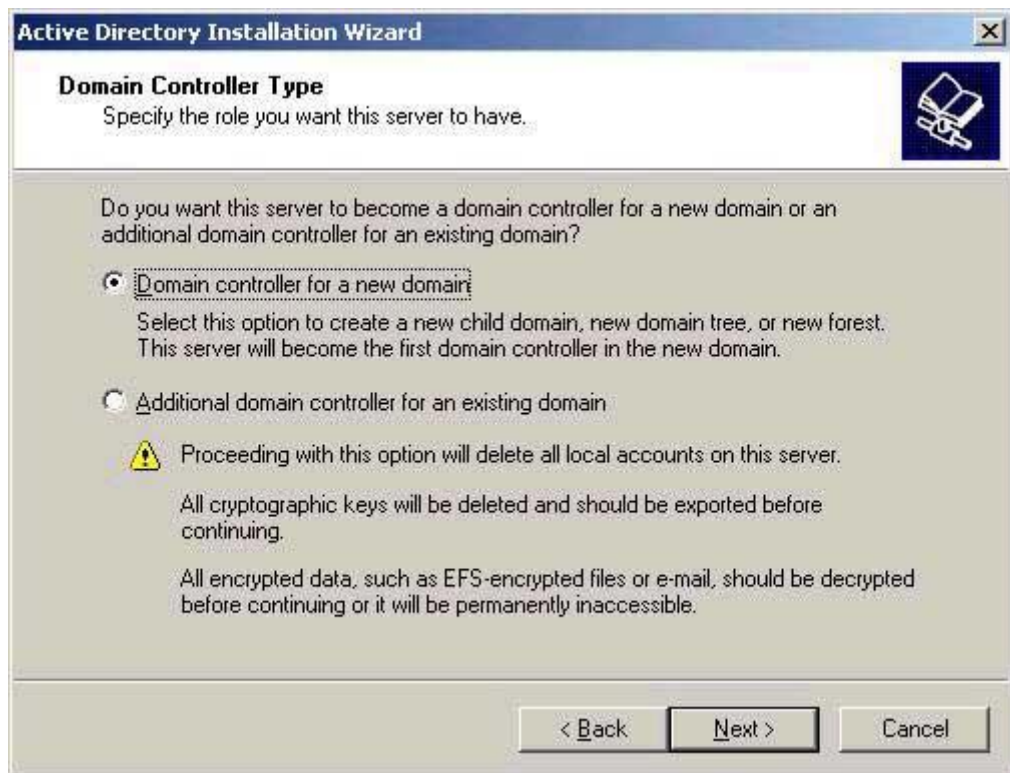 Active Directory Installation Wizard
Domain Controller Type
Specify the role you want this server to have.
Do you want this server to become a domain controller for a new domain or an
additional domain controller for an existing domain?
Domain controller for a new domain
Select this option to create a new child domain, new domain tree, or new forest.
This server will become the first domain controller in the new domain.
Additional domain controller for an existing domain
Proceeding with this option will delete all local accounts on this server.
All cryptographic keys will be deleted and should be exported before
continuing.
All encrypted data, such as EFS-encrypted files or e-mail, should be decrypted
before continuing or it will be permanently inaccessible.
< Back
Next >
Cancel